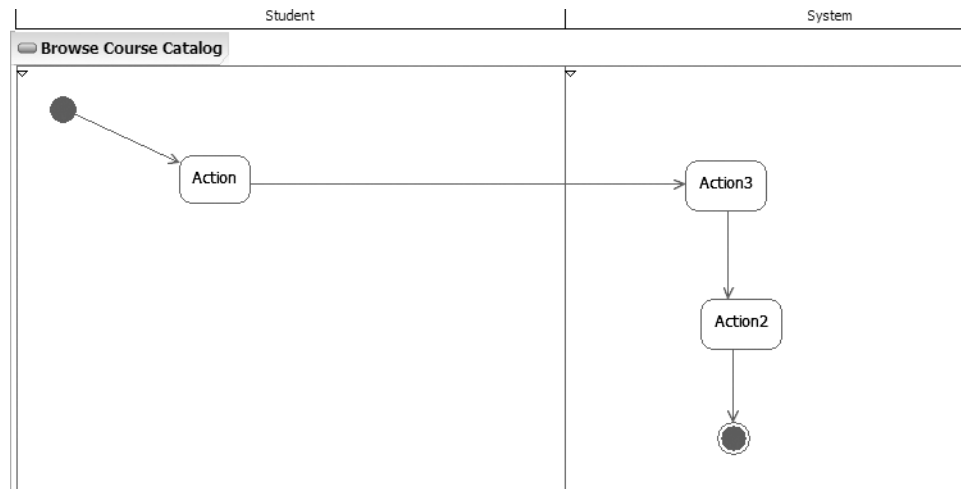 Student
System
Browse Course Catalog
Action
Action3
Action2